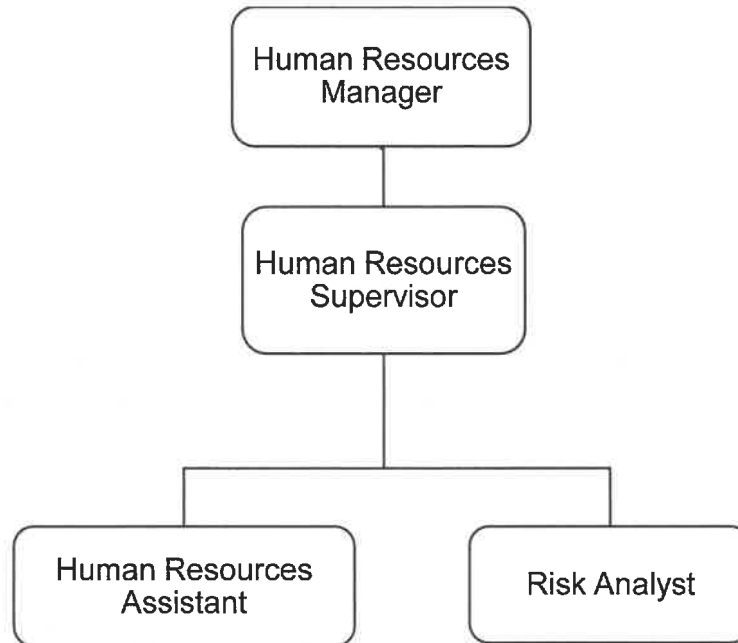 Human Resources
Manager
Human Resources
Supervisor
Human Resources
Assistant
Risk Analyst